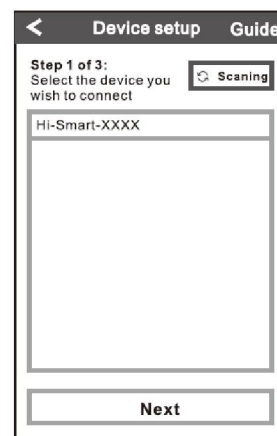 < Device setup Guide
Step 1 of 3:
Select the device you
wish to connect
Scaning
Hi-Smart-XXXX
Next